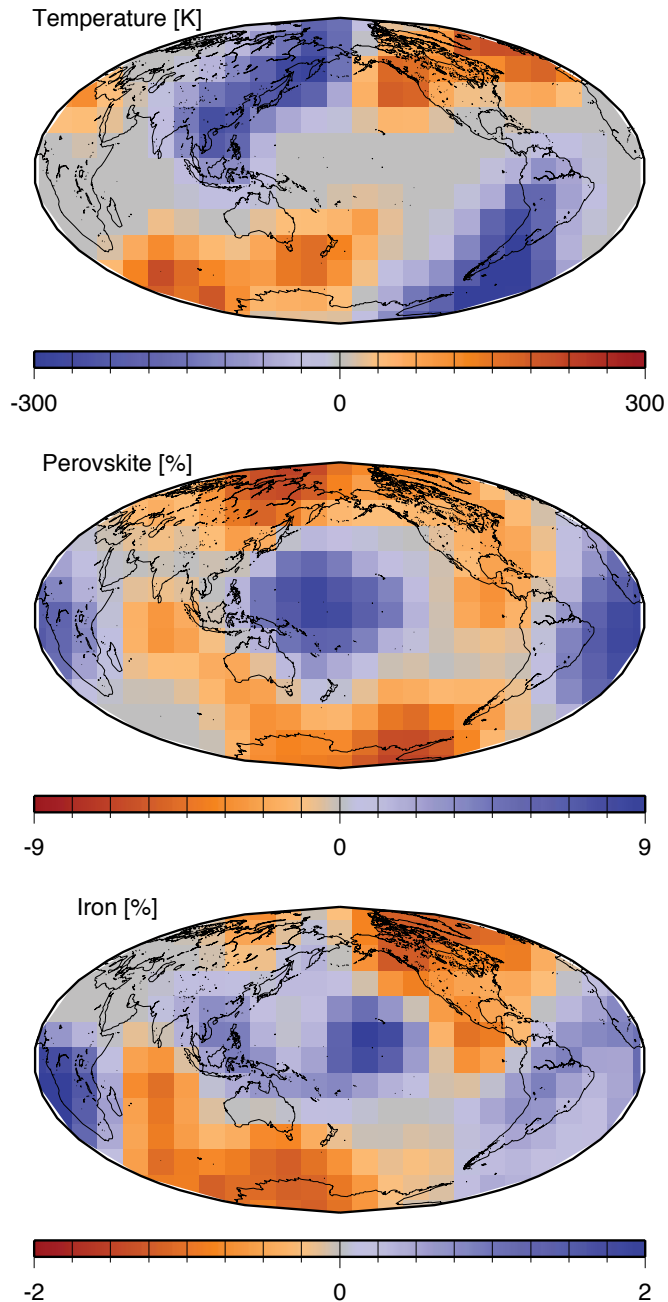 Temperature [K]
-300 0 300
Perovskite [%]
-9 0 9
Iron [%]
-2 0 2